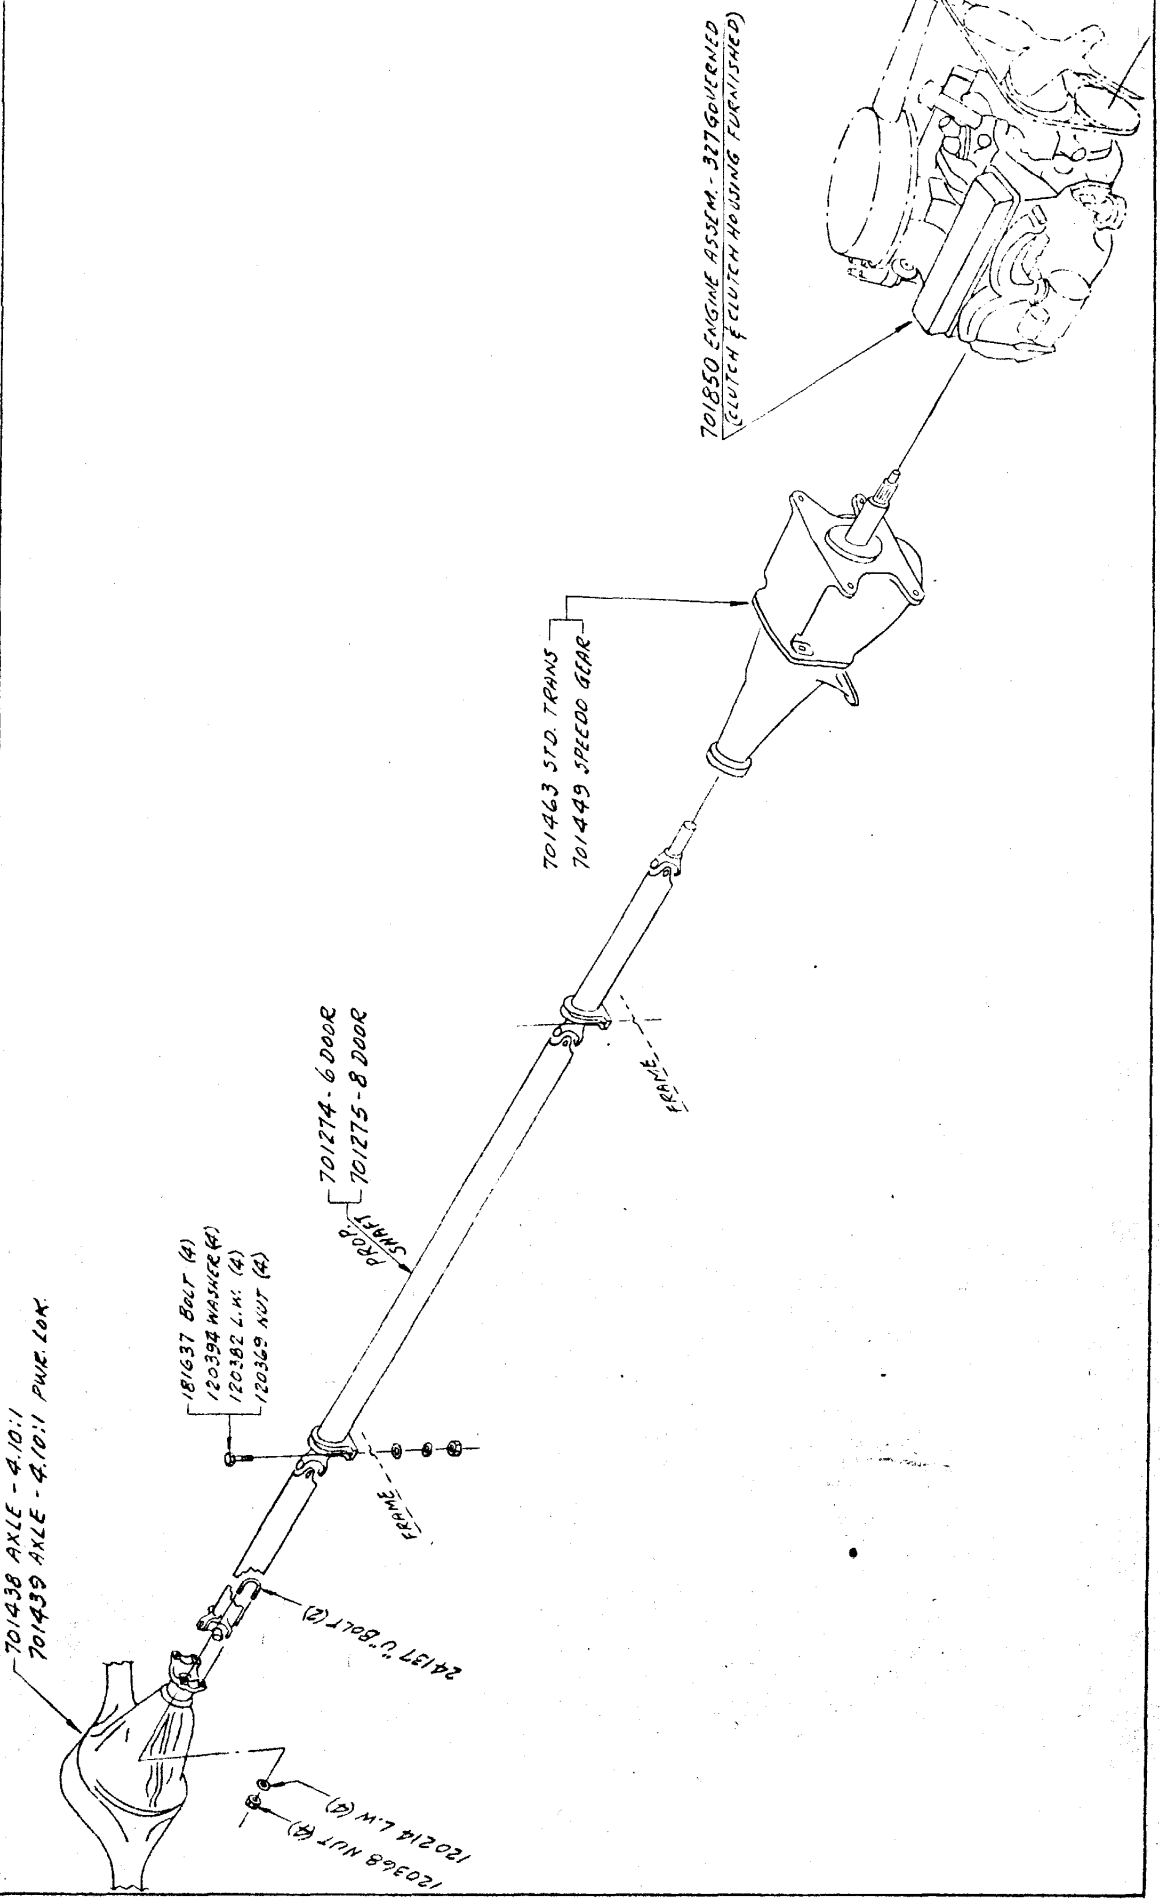 701438 AXLE - 4.10:1
701439 AXLE - 4.10:1 PWR. LOK.
181637 BOLT (4)
120394 WASHER (4)
120382 L.W. (4)
120369 NUT (4)
PROP.
SHAFT
701274 - 6 DOOR
701275 - 8 DOOR
701463 STD. TRANS
701449 SPEEDO GEAR
701850 ENGINE ASSEM. - 327 GOVERNED
(CLUTCH & CLUTCH HOUSING FURNISHED)
FRAME
FRAME
24137 "U" BOLT (2)
120214 L.W (4)
120368 NUT (4)